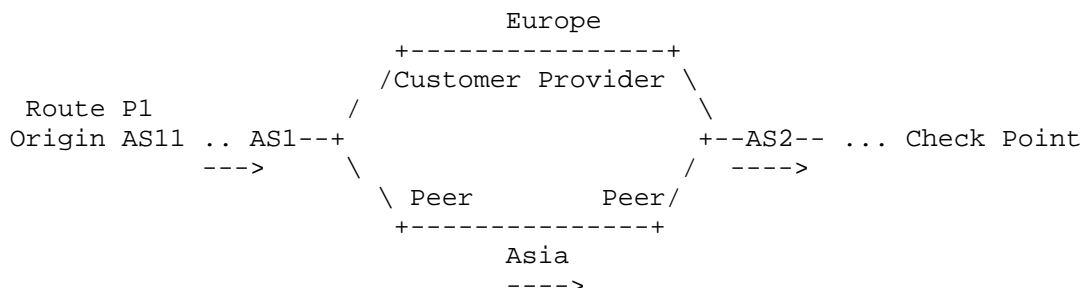 Europe
+----------------+
/Customer Provider \
Route P1 / \
Origin AS11 .. AS1--+ +--AS2-- ... Check Point
---> \ / ---->
\ Peer Peer/
+---------------+
Asia
---->